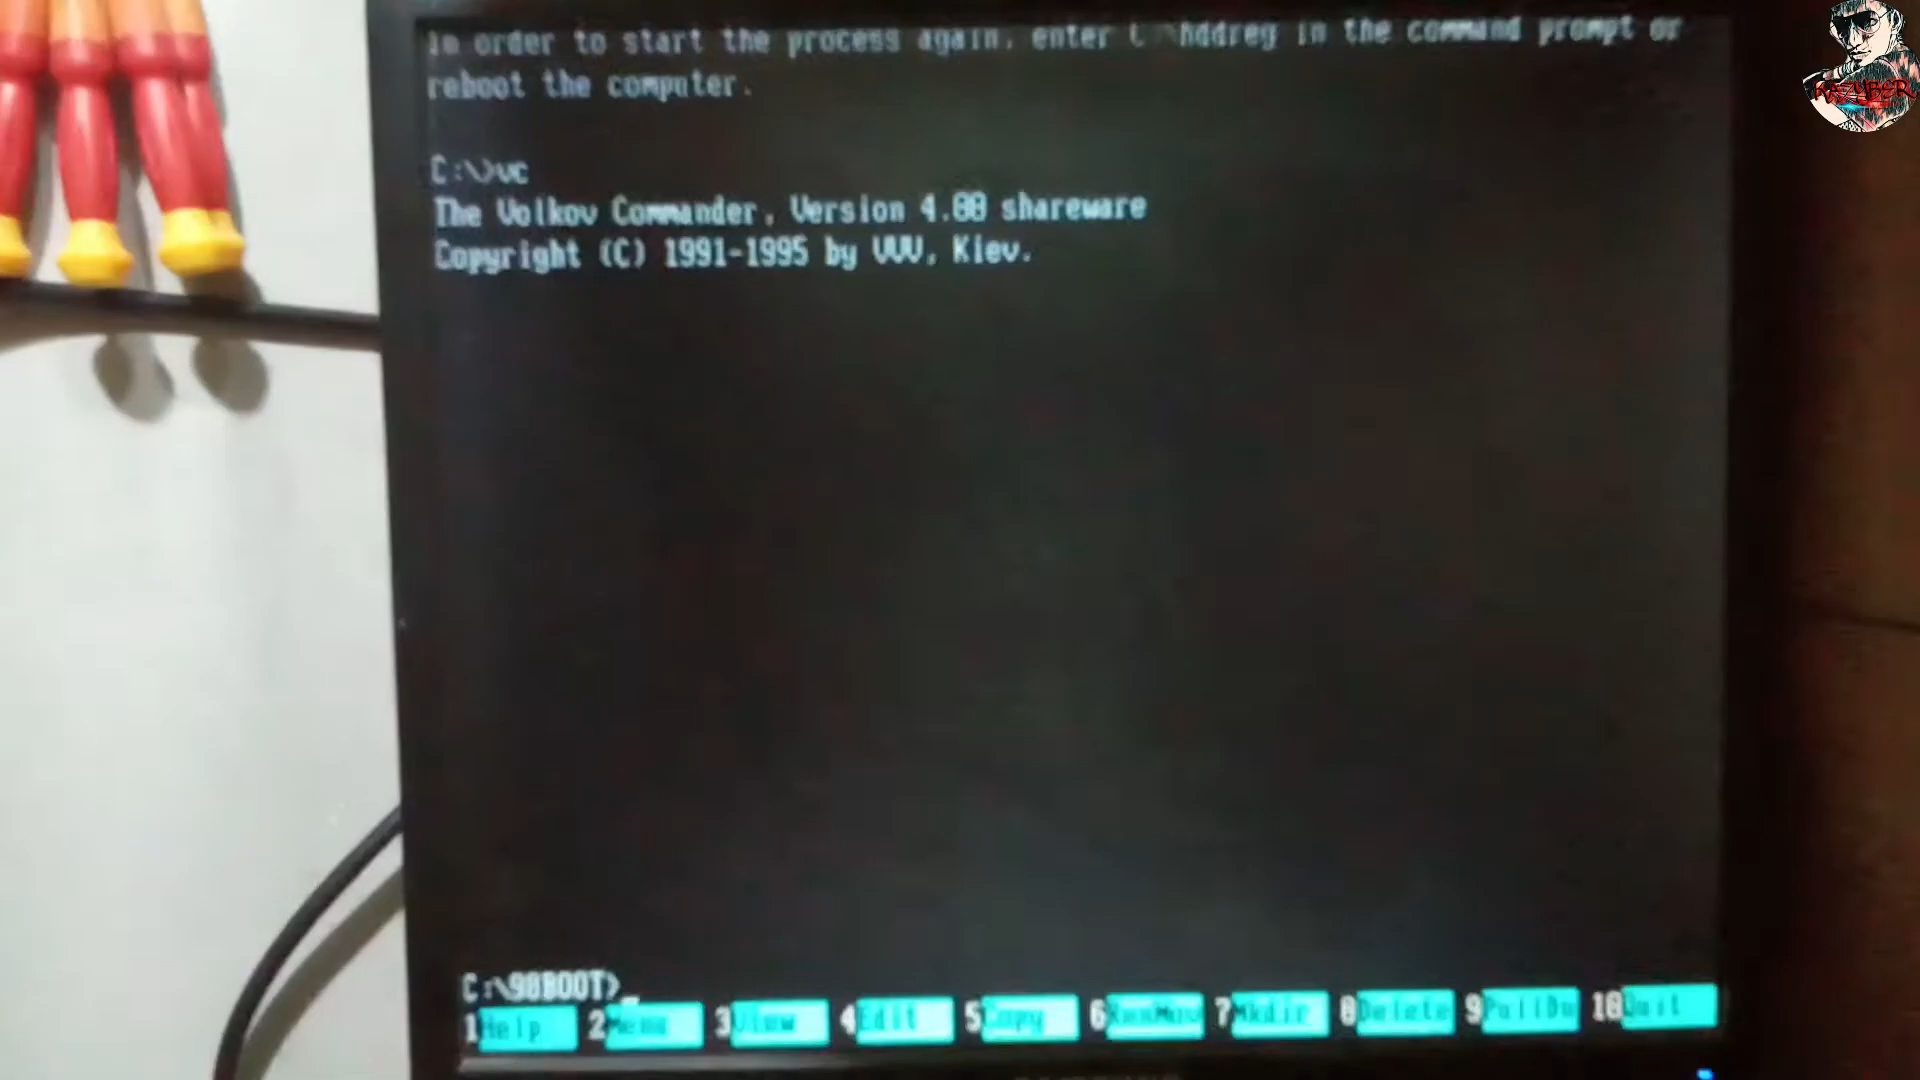 In order to start the process again, enter C:\hddreg in the command prompt or
reboot the computer.
C:\>vc
The Volkov Commander, Version 4.00 shareware
Copyright (C) 1991-1995 by VVV, Kiev.
C:\98BOOT>_
1Help 2Menu 3View 4Edit 5Copy 6RenMov 7Mkdir 8Delete 9PullDn 10Quit